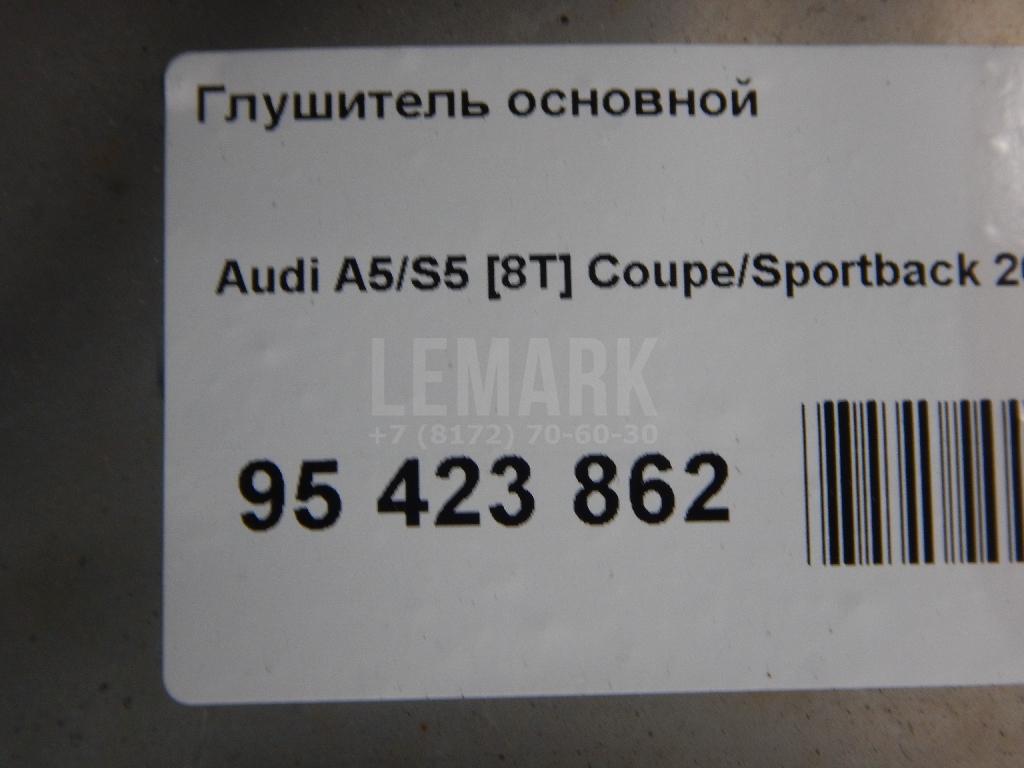 Глушитель основной
Audi A5/S5 [8T] Coupe/Sportback
LEMARK
+7 (8172) 70-60-30
95 423 862